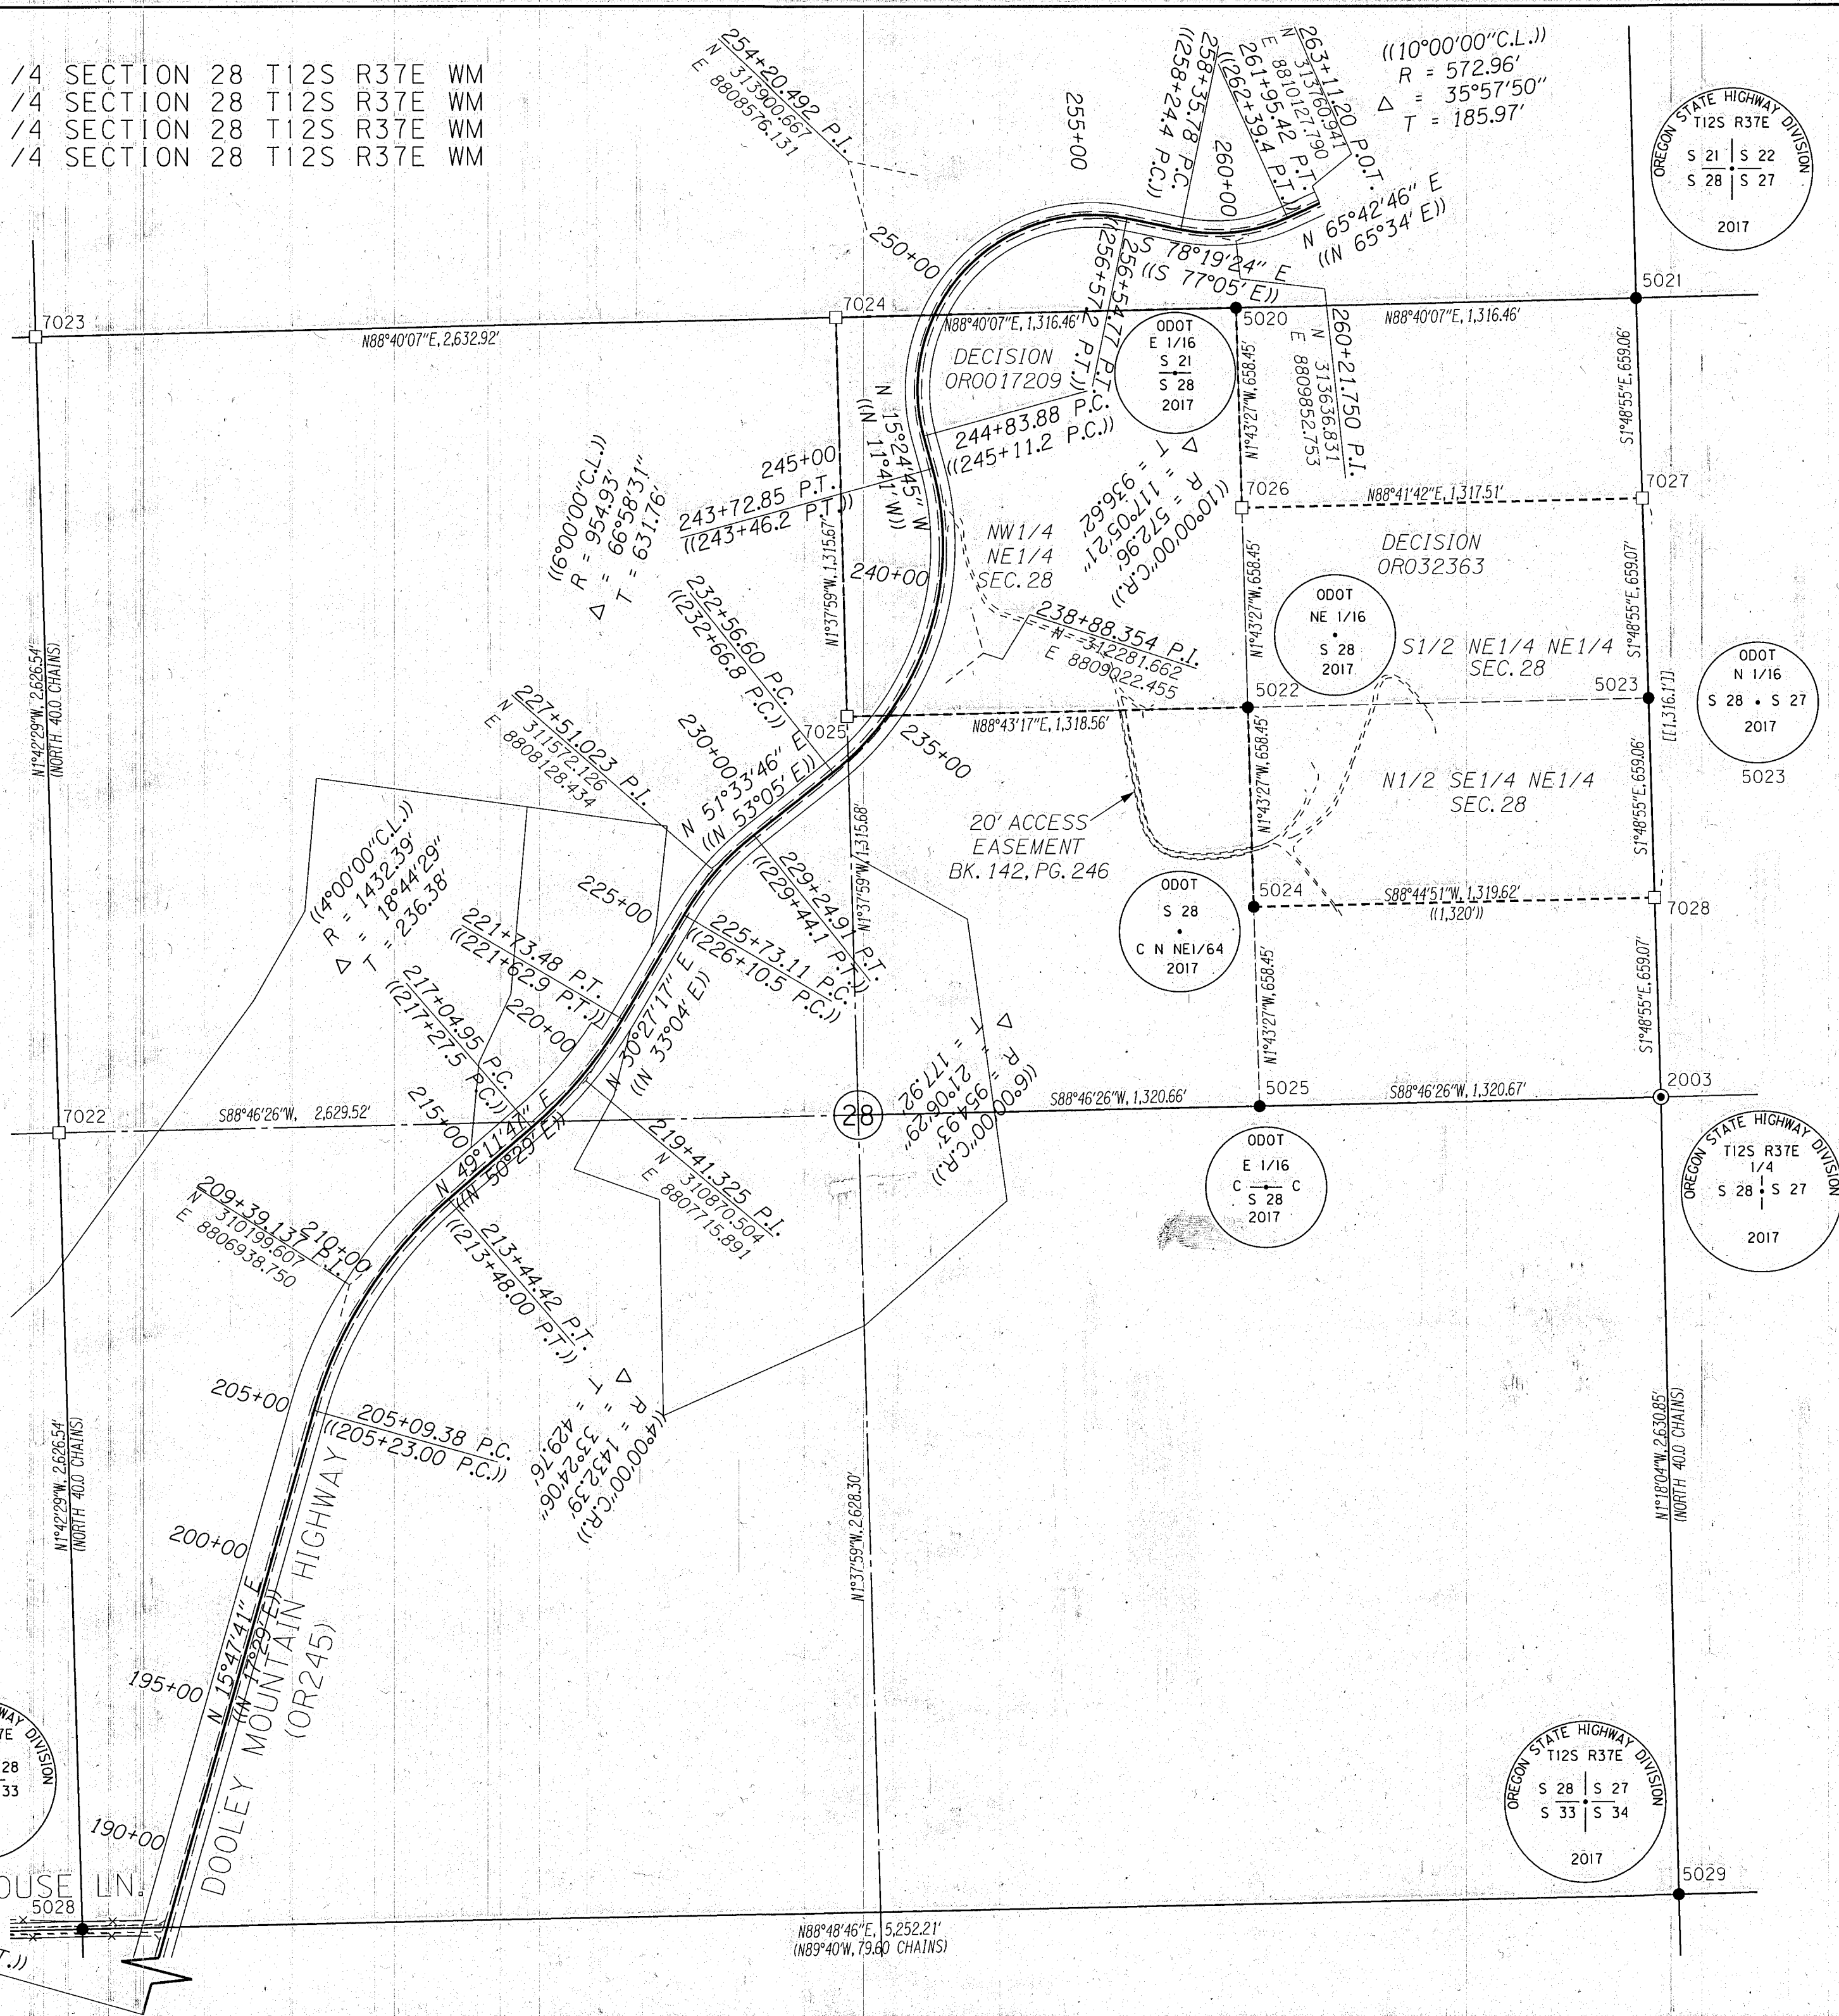 /4 SECTION 28 T12S R37E WM
/4 SECTION 28 T12S R37E WM
/4 SECTION 28 T12S R37E WM
/4 SECTION 28 T12S R37E WM
254+20.492 P.I.
N 313900.667
E 8808576.131
255+00
((258+24.4 P.C.))
258+35.78 P.C.
260+00
((262+39.4 P.T.))
261+95.42 P.T.
263+11.20 P.O.T.
N 313760.941
E 8810127.790
((10°00'00"C.L.))
R = 572.96'
Δ = 35°57'50"
T = 185.97'
N 65°42'46" E
((N 65°34' E))
OREGON STATE HIGHWAY DIVISION
T12S R37E
S 21 S 22
S 28 S 27
2017
250+00
S 78°19'24" E
((S 77°05' E))
256+54.77 P.T.
((256+57.2 P.T.))
7023
N88°40'07"E, 2,632.92'
7024
N88°40'07"E, 1,316.46'
5020
N88°40'07"E, 1,316.46'
5021
DECISION
OR0017209
ODOT
E 1/16
S 21
S 28
2017
260+21.750 P.I.
N 313636.831
E 8809852.753
N1°43'27"W, 658.45'
S1°48'55"E, 659.06'
N 15°24'45" W
((N 11°41' W))
244+83.88 P.C.
((245+11.2 P.C.))
245+00
243+72.85 P.T.
((243+46.2 P.T.))
((6°00'00"C.L.))
R = 954.93'
Δ = 66°58'31"
T = 631.76'
((10°00'00"C.R.))
R = 572.96'
Δ = 117°05'21"
T = 936.62'
7026
N88°41'42"E, 1,317.51'
7027
NW1/4
NE1/4
SEC. 28
DECISION
OR032363
240+00
N1°37'59"W, 1,315.67'
238+88.354 P.I.
N 312281.662
E 8809022.455
ODOT
NE 1/16
S 28
2017
N1°43'27"W, 658.45'
S1°48'55"E, 659.07'
S1/2 NE1/4 NE1/4
SEC. 28
232+56.60 P.C.
((232+66.8 P.C.))
N1°42'29"W, 2,626.54'
(NORTH 40.0 CHAINS)
227+51.023 P.I.
N 311572.126
E 8808128.434
230+00
7025
235+00
N88°43'17"E, 1,318.56'
5022
5023
[[1,316.1']]
ODOT
N 1/16
S 28 S 27
2017
5023
N 51°33'46" E
((N 53°05' E))
N1°43'27"W, 658.45'
S1°48'55"E, 659.06'
N1/2 SE1/4 NE1/4
SEC. 28
20' ACCESS
EASEMENT
BK. 142, PG. 246
N1°37'59"W, 1,315.68'
((4°00'00"C.L.))
R = 1432.39'
Δ = 18°44'29"
T = 236.38'
225+00
229+24.91 P.T.
((229+44.1 P.T.))
225+73.11 P.C.
((226+10.5 P.C.))
221+73.48 P.T.
((221+62.9 P.T.))
ODOT
S 28
C N NE1/64
2017
5024
S88°44'51"W, 1,319.62'
((1,320'))
7028
217+04.95 P.C.
((217+27.5 P.C.))
220+00
N 30°27'17" E
((N 33°04' E))
N1°43'27"W, 658.45'
S1°48'55"E, 659.07'
((6°00'00"C.R.))
R = 954.93'
Δ = 21°06'29"
T = 177.92'
7022
S88°46'26"W, 2,629.52'
215+00
28
S88°46'26"W, 1,320.66'
5025
S88°46'26"W, 1,320.67'
2003
N 49°11'47" E
((N 50°29' E))
219+41.325 P.I.
N 310870.504
E 8807715.891
ODOT
E 1/16
C C
S 28
2017
OREGON STATE HIGHWAY DIVISION
T12S R37E
1/4
S 28 S 27
2017
209+39.137 P.I.
N 310199.607
E 8806938.750
210+00
213+44.42 P.T.
((213+48.00 P.T.))
205+00
205+09.38 P.C.
((205+23.00 P.C.))
((4°00'00"C.R.))
R = 1432.39'
Δ = 33°24'06"
T = 429.76'
N1°42'29"W, 2,626.54'
(NORTH 40.0 CHAINS)
N1°37'59"W, 2,628.30'
N1°18'04"W, 2,630.85'
(NORTH 40.0 CHAINS)
200+00
N 15°47'41" E
((N 17°29' E))
DOOLEY MOUNTAIN HIGHWAY
(OR245)
195+00
WAY DIVISION
7E
28
33
190+00
OREGON STATE HIGHWAY DIVISION
T12S R37E
S 28 S 27
S 33 S 34
2017
OUSE LN.
5028
5029
N88°48'46"E, 5,252.21'
(N89°40'W, 79.60 CHAINS)
T.))